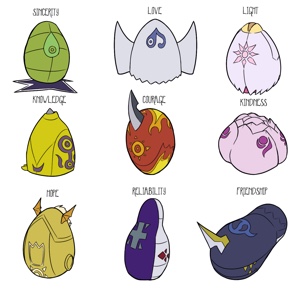 SINCERITY
LOVE
LIGHT
KNOWLEDGE
COURAGE
KINDNESS
HOPE
RELIABILITY
FRIENDSHIP